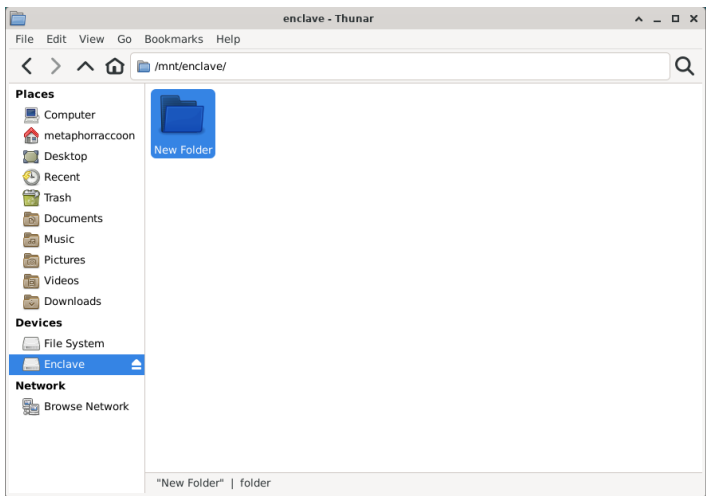 enclave - Thunar
File Edit View Go Bookmarks Help
/mnt/enclave/
Places
Computer
metaphorraccoon
Desktop
Recent
Trash
Documents
Music
Pictures
Videos
Downloads
Devices
File System
Enclave
Network
Browse Network
New Folder
"New Folder" | folder